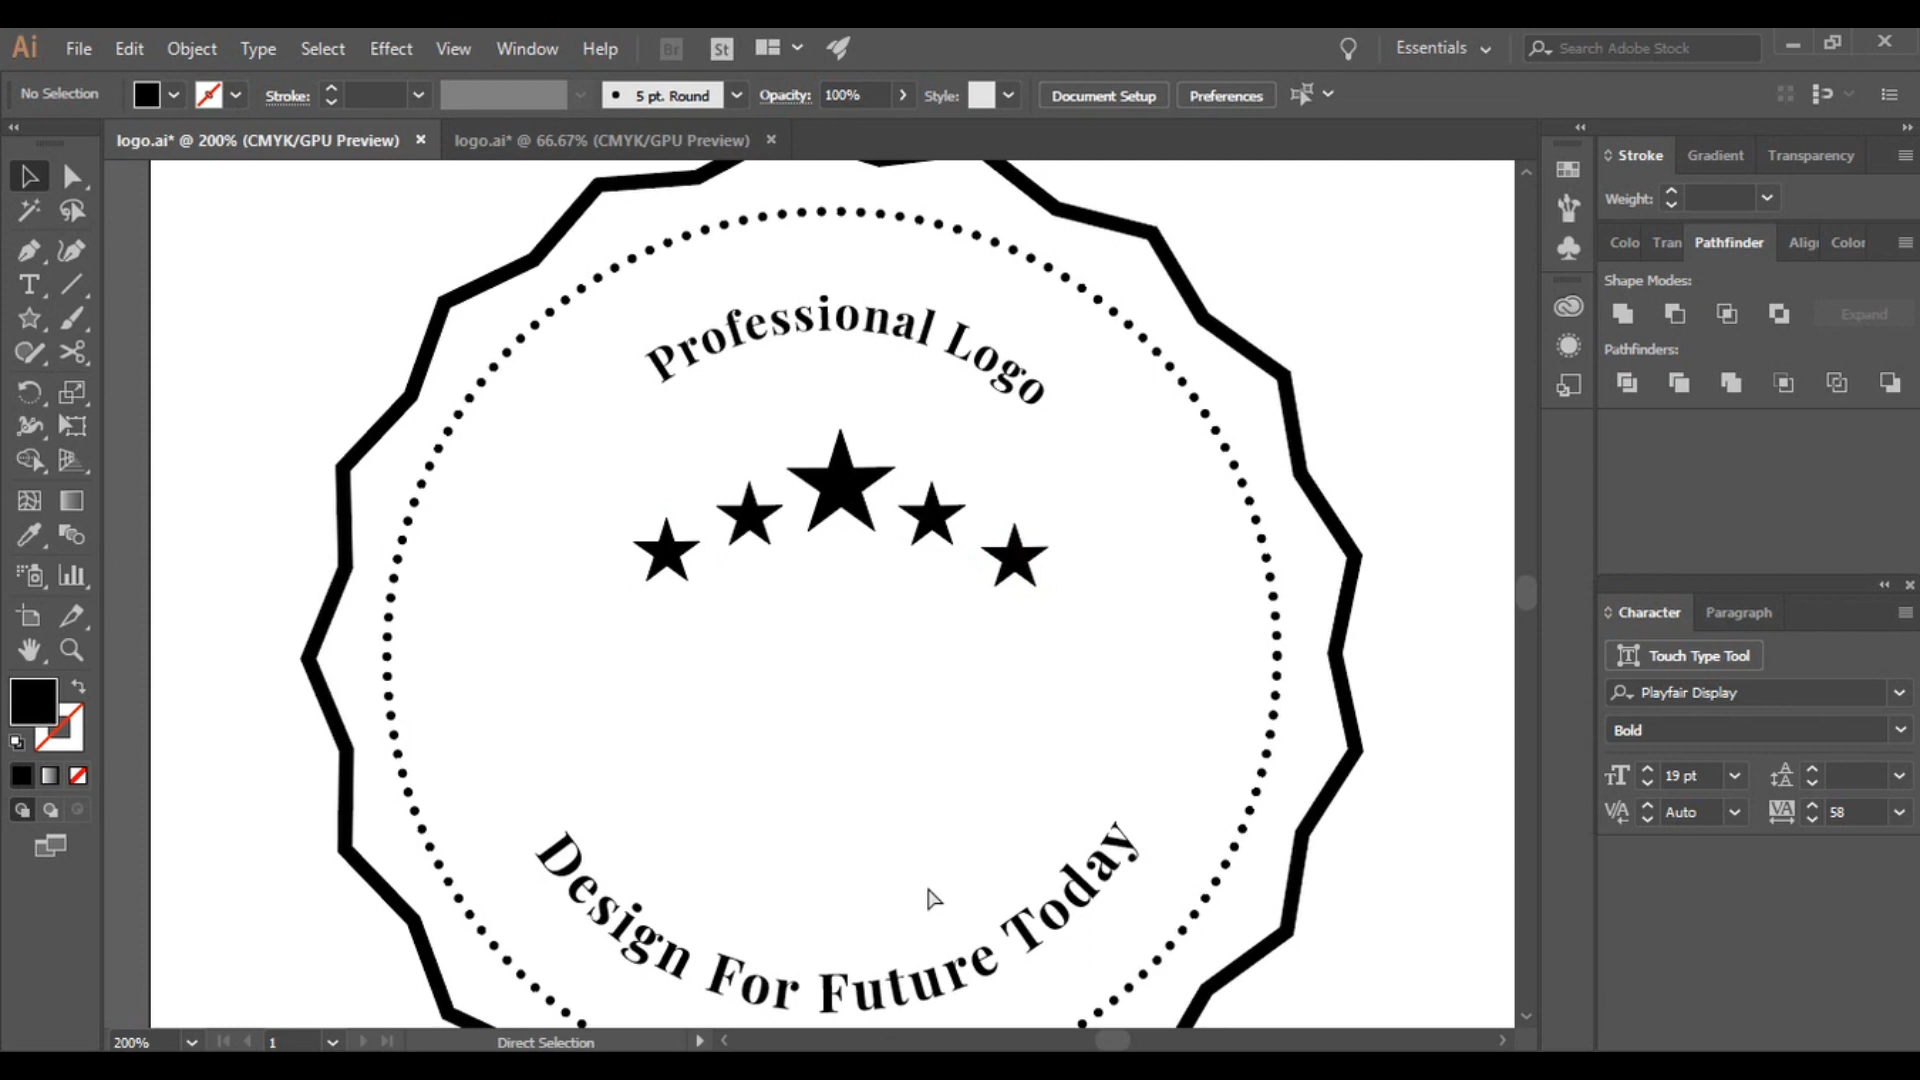 Ai File Edit Object Type Select Effect View Window Help Br St Essentials Search Adobe Stock
No Selection Stroke: 5 pt. Round Opacity: 100% Style: Document Setup Preferences
logo.ai* @ 200% (CMYK/GPU Preview) logo.ai* @ 66.67% (CMYK/GPU Preview)
Stroke Gradient Transparency
Weight:
Colo Tran Pathfinder Alig Color
Shape Modes:
Expand
Pathfinders:
Professional Logo
Design For Future Today
Character Paragraph
Touch Type Tool
Playfair Display
Bold
19 pt
Auto 58
200% 1 Direct Selection